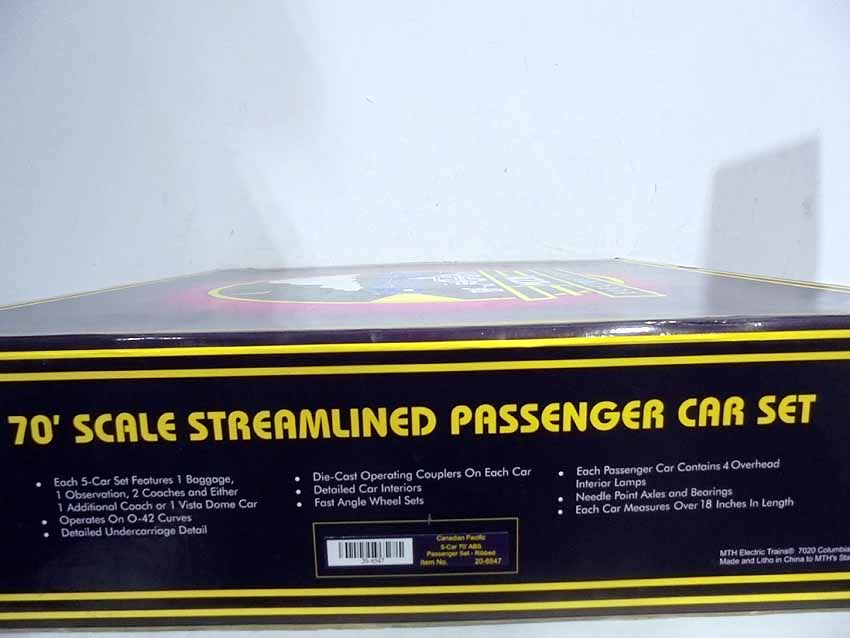 70' SCALE STREAMLINED PASSENGER CAR SET
• Each 5-Car Set Features 1 Baggage,
1 Observation, 2 Coaches and Either
1 Additional Coach or 1 Vista Dome Car
• Operates On O-42 Curves
• Detailed Undercarriage Detail
• Die-Cast Operating Couplers On Each Car
• Detailed Car Interiors
• Fast Angle Wheel Sets
• Each Passenger Car Contains 4 Overhead
Interior Lamps
• Needle Point Axles and Bearings
• Each Car Measures Over 18 Inches In Length
20-6547
Canadian Pacific
5-Car 70' ABS
Passenger Set - Ribbed
Item No. 20-6547
MTH Electric Trains® 7020 Columbia
Made and Litho in China to MTH's